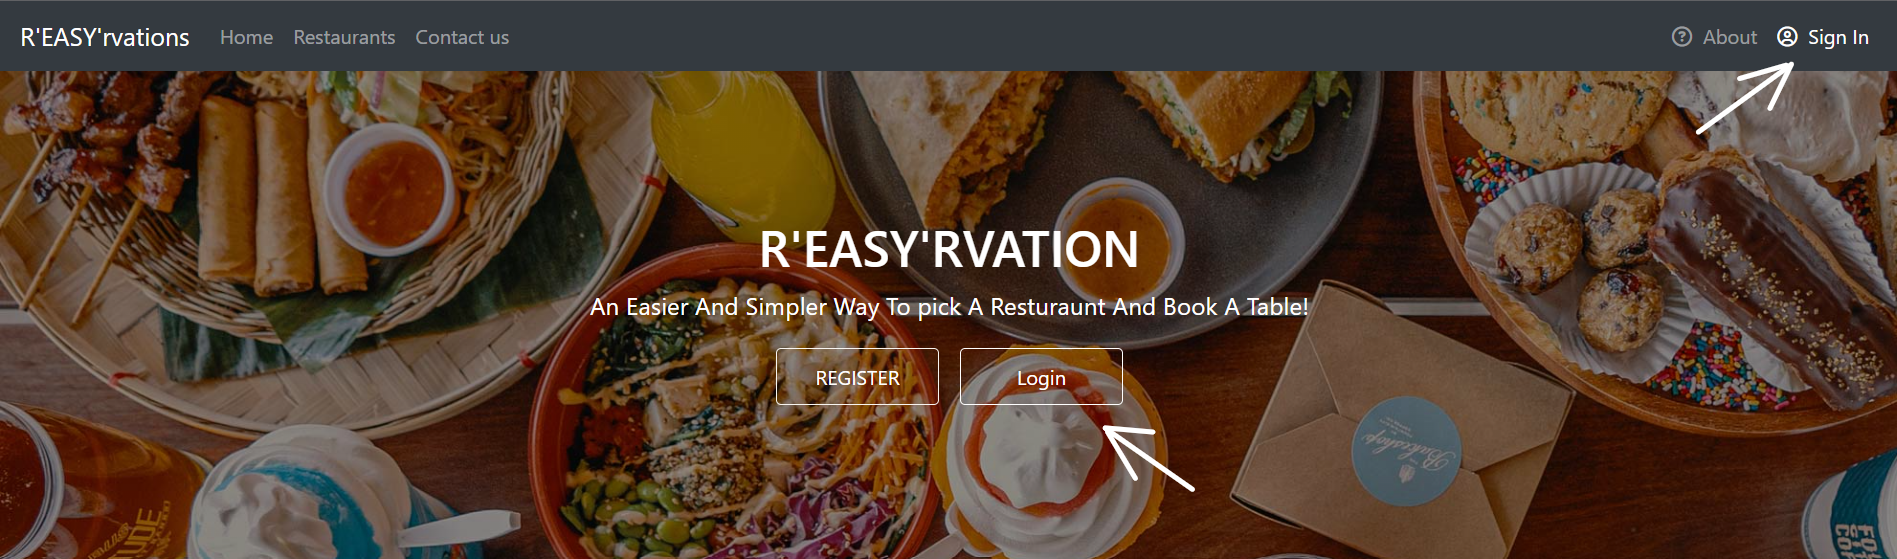 R'EASY'rvations Home Restaurants Contact us About Sign In
R'EASY'RVATION
An Easier And Simpler Way To pick A Resturaunt And Book A Table!
REGISTER Login
Bakeshop